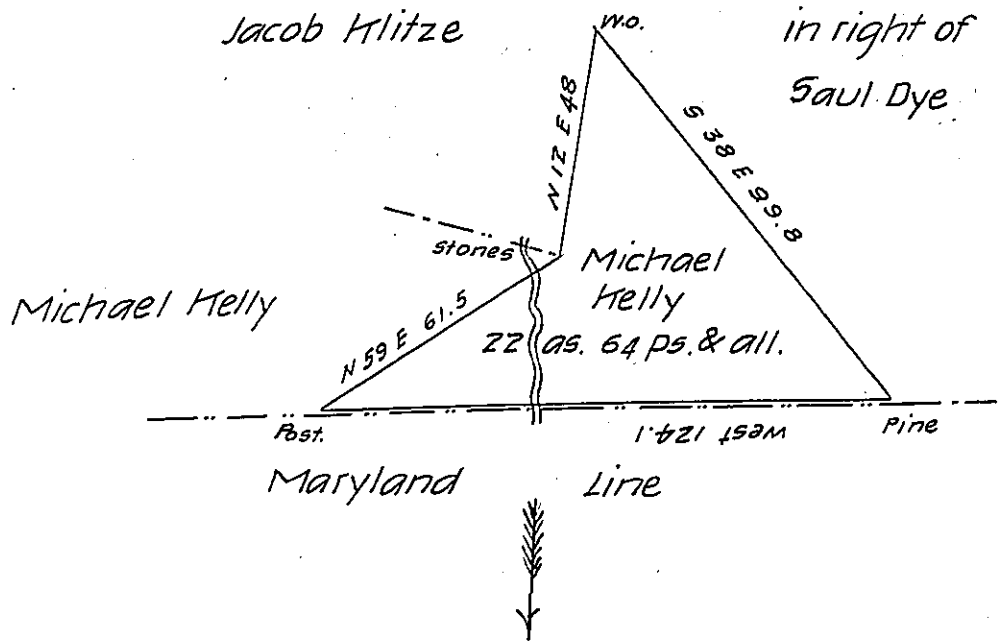 Jacob Klitze
W.O.
in right of
Saul Dye
N 12 E 48
S 38 E 99.8
stones
Michael
Kelly
Michael Kelly
N 59 E 61.5
22 as. 64 ps. & all.
Post.
West 124.1
Pine
Maryland Line